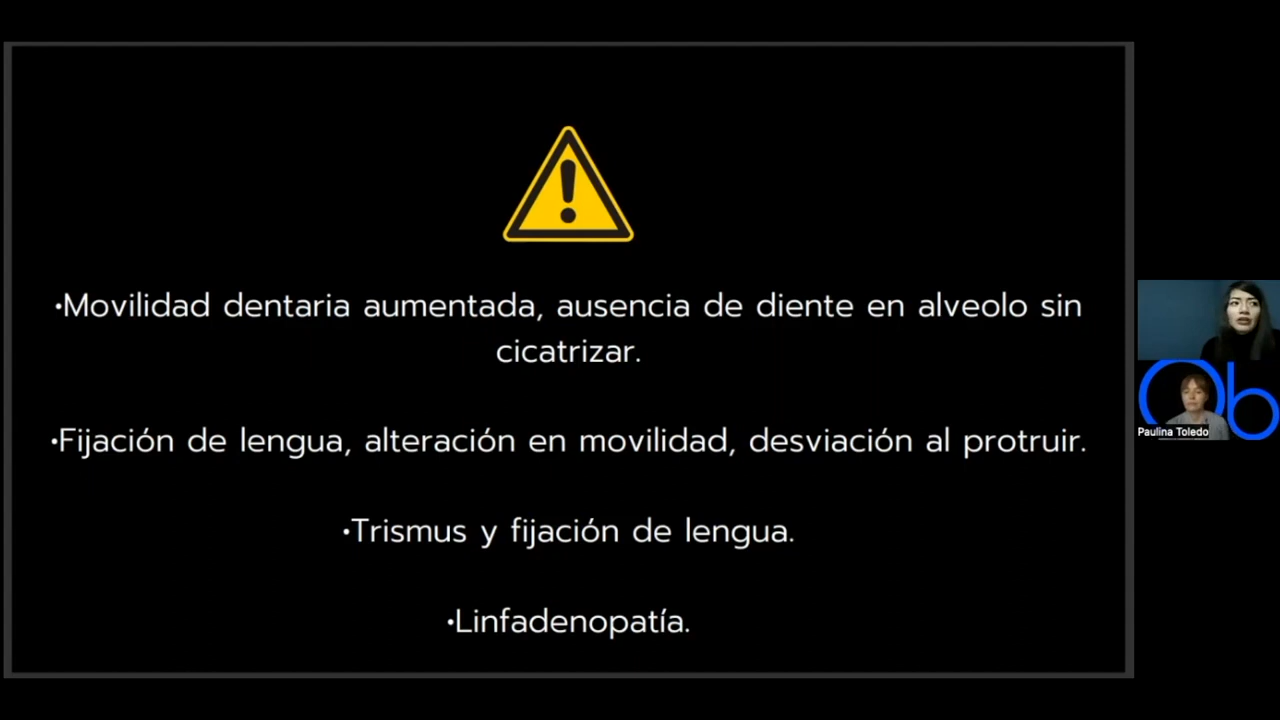 •Movilidad dentaria aumentada, ausencia de diente en alveolo sin
cicatrizar.
•Fijación de lengua, alteración en movilidad, desviación al protruir.
•Trismus y fijación de lengua.
•Linfadenopatía.
Ob
Paulina Toledo